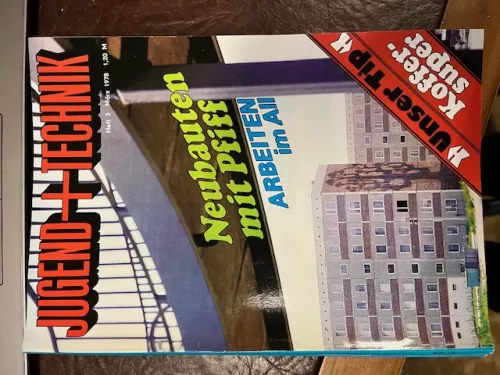 JUGEND+TECHNIK
Heft 3 März 1978 1,20 M
Unser Tip
Koffer-
super
Neubauten
mit Pfiff
ARBEITEN
im All